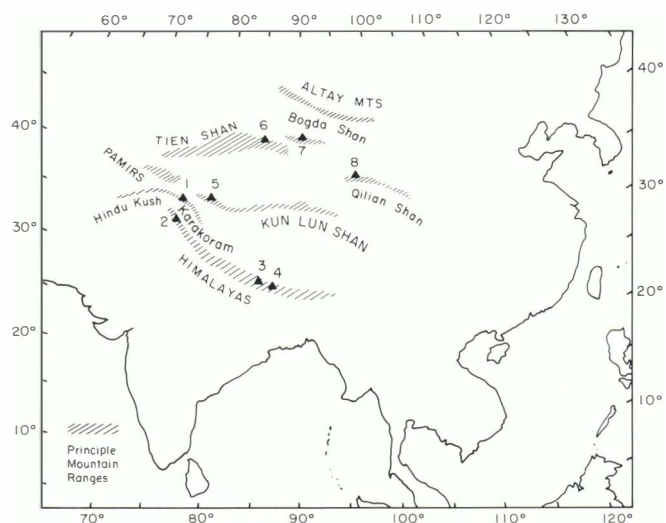 60° 70° 80° 90° 100° 110° 120° 130°
ALTAY MTS
40°
40°
Bogda Shan
TIEN SHAN
6
7
8
PAMIRS
1
5
Qilian Shan
30°
Hindu Kush
30°
2
Karakoram
KUN LUN SHAN
3
4
HIMALAYAS
20°
20°
10°
10°
Principle
Mountain
Ranges
70° 80° 90° 100° 110° 120°